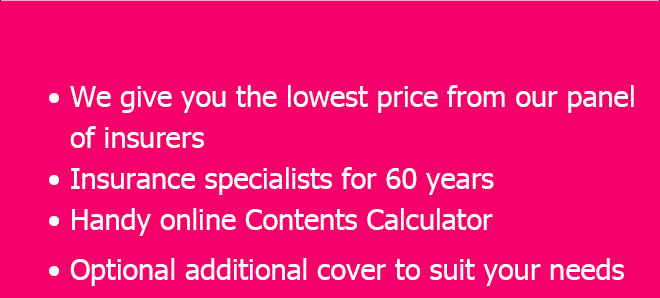 • We give you the lowest price from our panel
of insurers
• Insurance specialists for 60 years
• Handy online Contents Calculator
• Optional additional cover to suit your needs